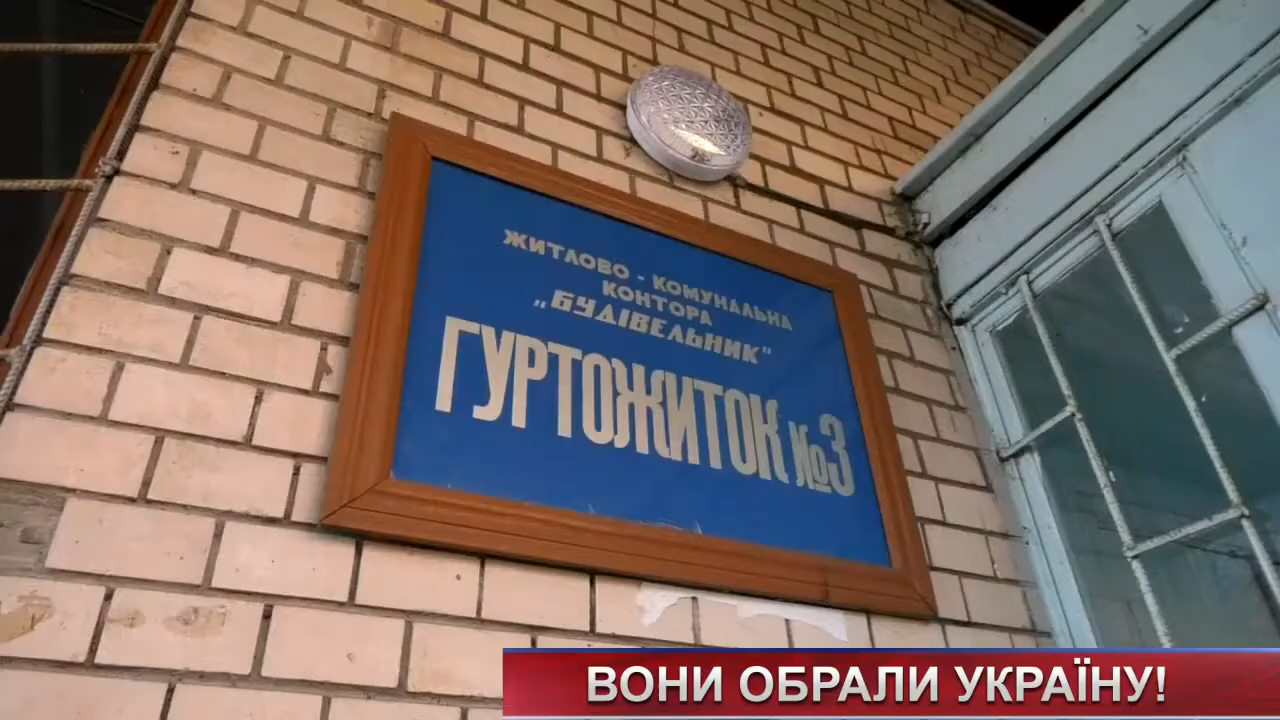 ЖИТЛОВО - КОМУНАЛЬНА
КОНТОРА
„БУДІВЕЛЬНИК"
ГУРТОЖИТОК №3
ВОНИ ОБРАЛИ УКРАЇНУ!